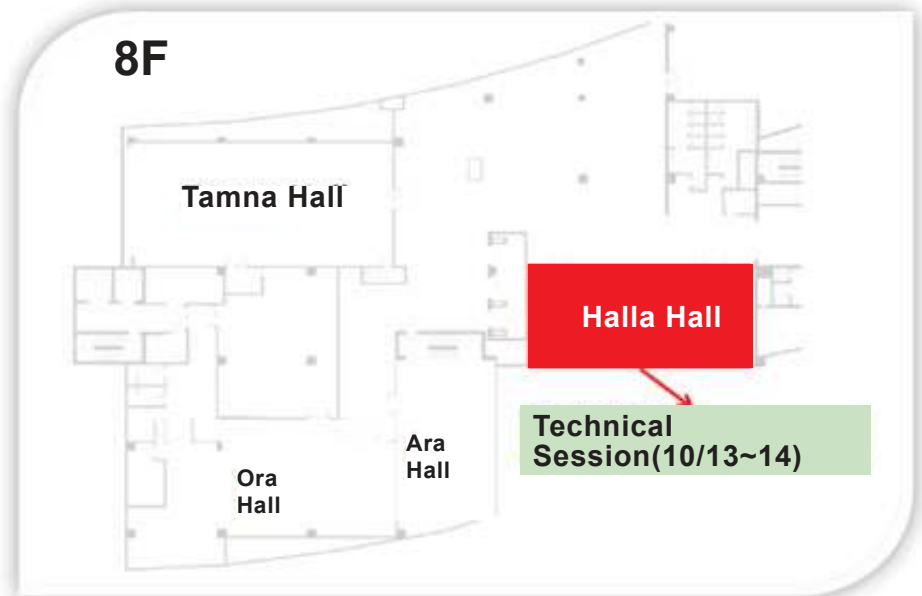 8F
Tamna Hall
Halla Hall
Technical
Session(10/13~14)
Ara
Hall
Ora
Hall